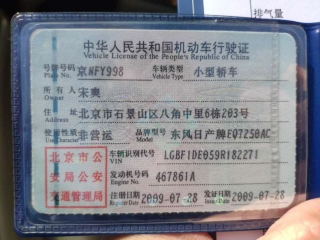 排气量
中华人民共和国机动车行驶证
Vehicle License of the People's Republic of China
号牌号码 京NFY998 车辆类型 小型轿车
Plate No. Vehicle Type
所有人 宋爽
Owner
住址 北京市石景山区八角中里6栋203号
Address
使用性质 非营运 品牌型号 东风日产牌EQ7250AC
北京市公安局公安交通管理局
车辆识别代号 LGBF1DE059R182271
VIN
发动机号码 467861A
Engine No.
注册日期 2009-07-28 发证日期 2009-07-28